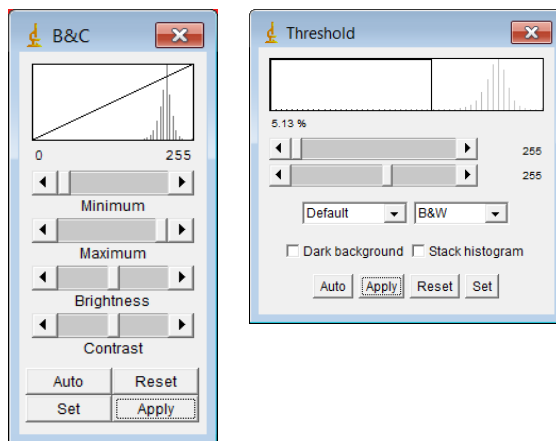 B&C
0 255
Minimum
Maximum
Brightness
Contrast
Auto Reset
Set Apply
Threshold
5.13 %
255
255
Default B&W
Dark background Stack histogram
Auto Apply Reset Set